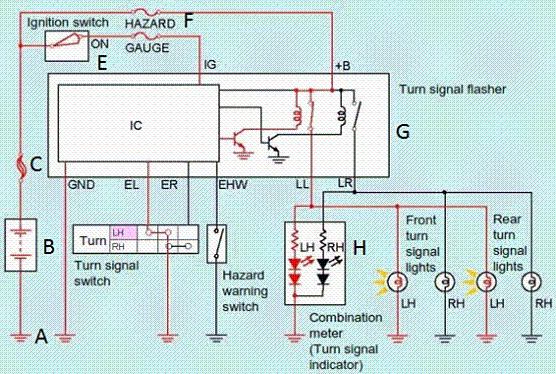 HAZARD F
Ignition switch
ON
GAUGE
E
IG
+B
Turn signal flasher
IC
G
C
GND
EL
ER
EHW
LL
LR
B
Turn
LH
RH
Turn signal
switch
Hazard
warning
switch
LH
RH
H
Front
turn
signal
lights
Rear
turn
signal
lights
LH
RH
LH
RH
A
Combination
meter
(Turn signal
indicator)